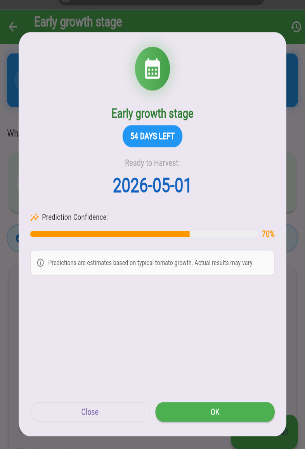 Early growth stage
Early growth stage
54 DAYS LEFT
Ready to Harvest:
2026-05-01
Prediction Confidence:
70%
Predictions are estimates based on typical tomato growth. Actual results may vary.
Close
OK